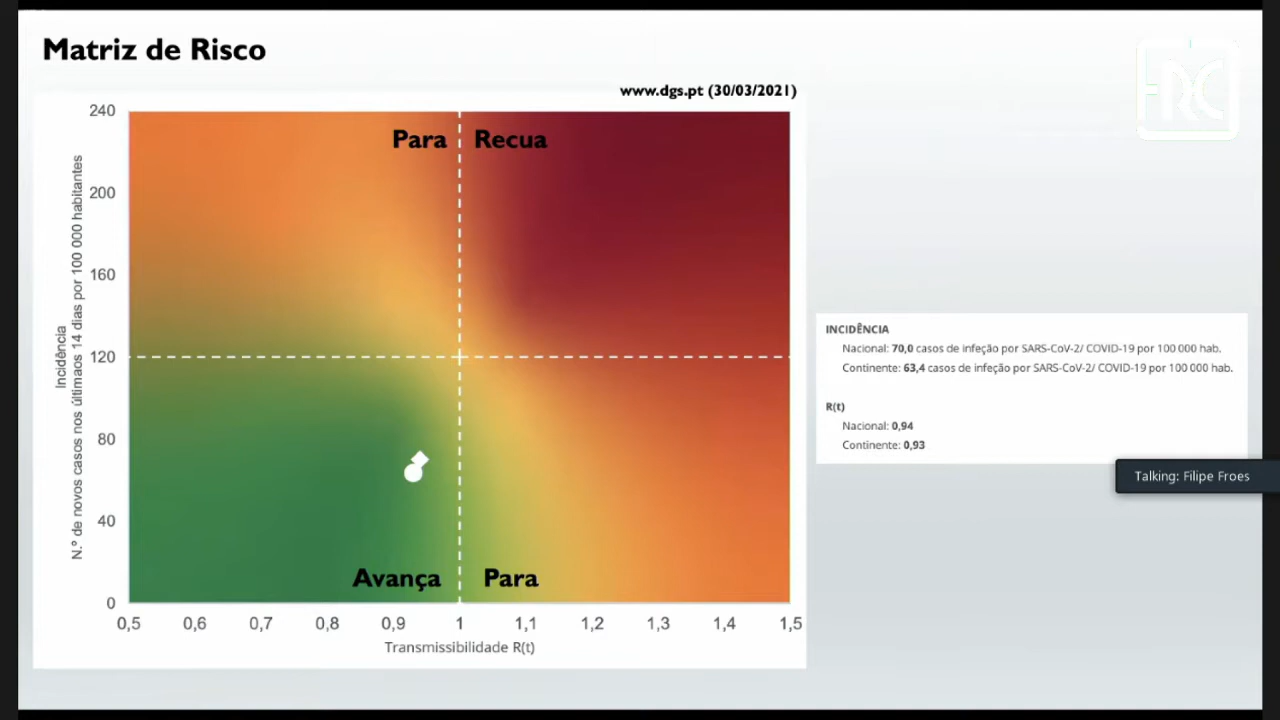 Matriz de Risco
www.dgs.pt (30/03/2021)
Incidência
N.º de novos casos nos últimaos 14 dias por 100 000 habitantes
240
200
160
120
80
40
0
Para
Recua
Avança
Para
0,5
0,6
0,7
0,8
0,9
1
1,1
1,2
1,3
1,4
1,5
Transmissibilidade R(t)
INCIDÊNCIA
Nacional: 70,0 casos de infeção por SARS-CoV-2/ COVID-19 por 100 000 hab.
Continente: 63,4 casos de infeção por SARS-CoV-2/ COVID-19 por 100 000 hab.
R(t)
Nacional: 0,94
Continente: 0,93
Talking: Filipe Froes